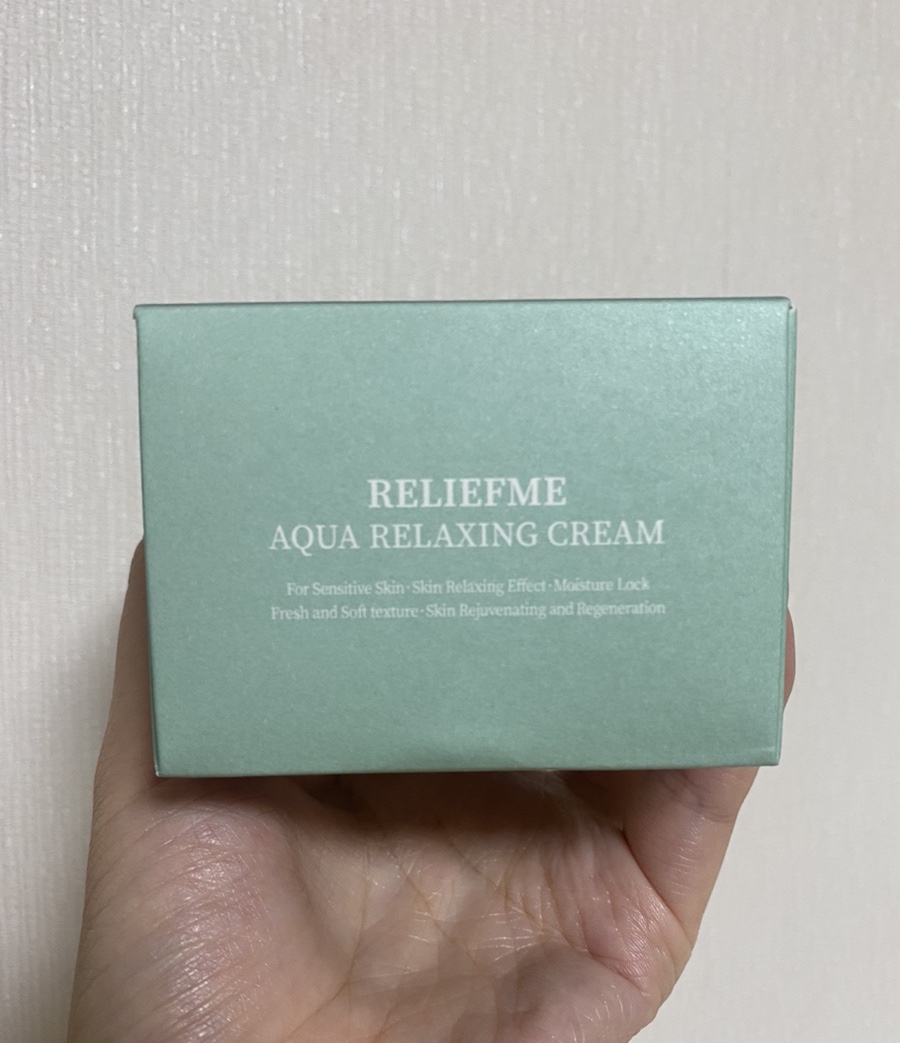 RELIEFME
AQUA RELAXING CREAM
For Sensitive Skin·Skin Relaxing Effect·Moisture Lock
Fresh and Soft texture·Skin Rejuvenating and Regeneration